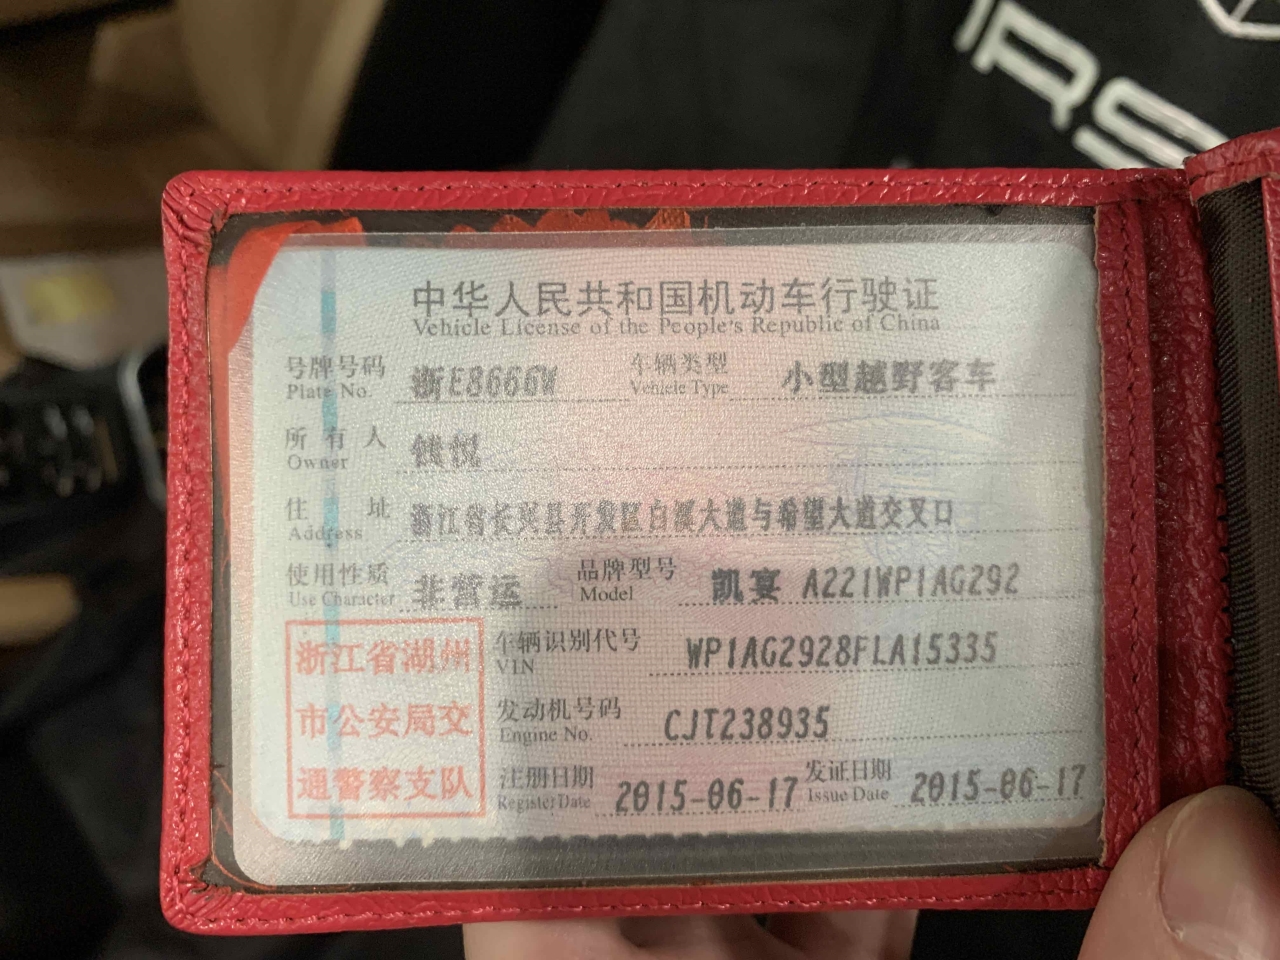 RS
中华人民共和国机动车行驶证
Vehicle License of the People's Republic of China
号牌号码 浙E8666W 车辆类型 小型越野客车
Plate No. Vehicle Type
所有人 钱悦
Owner
住址 浙江省长兴县开发区白溪大道与希望大道交叉口
Address
使用性质 非营运 品牌型号 凯宴 A221WP1AG292
Use Character Model
浙江省湖州
市公安局交
通警察支队
车辆识别代号 WP1AG2928FLA15335
VIN
发动机号码 CJT238935
Engine No.
注册日期 2015-06-17 发证日期 2015-06-17
Register Date Issue Date